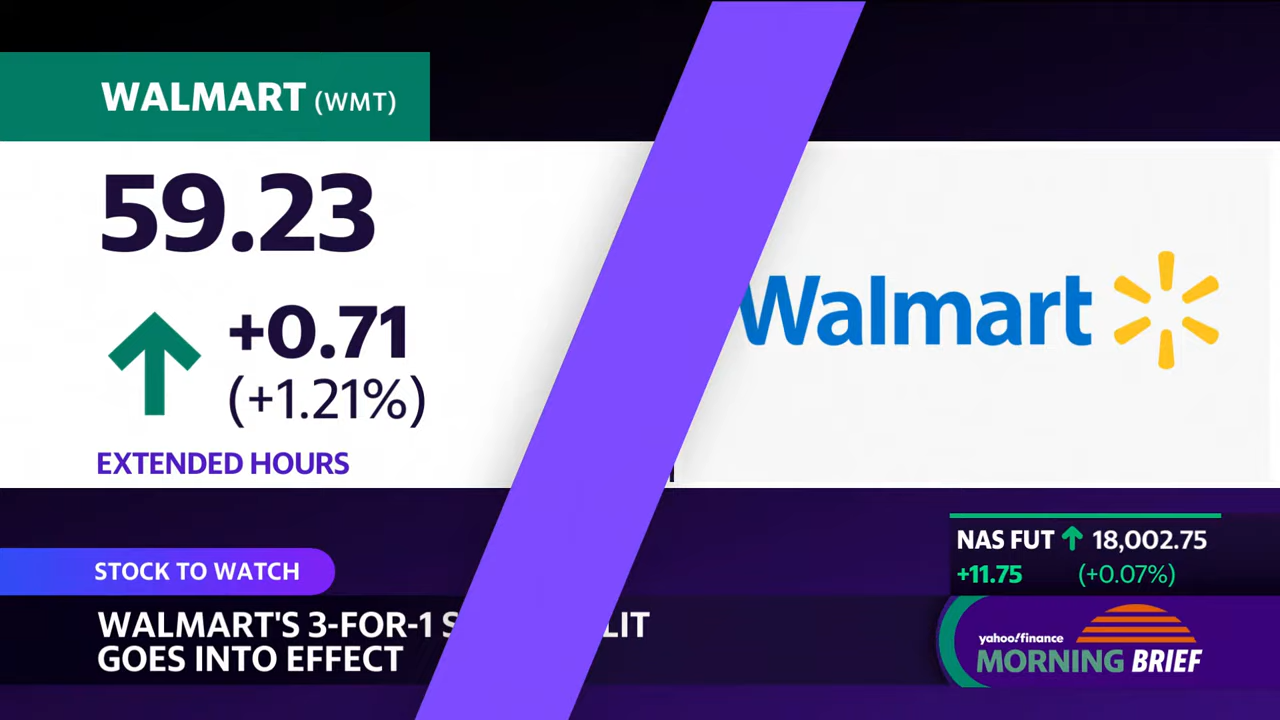 WALMART (WMT)
59.23
+0.71
(+1.21%)
EXTENDED HOURS
Walmart
STOCK TO WATCH
WALMART'S 3-FOR-1 S LIT
GOES INTO EFFECT
NAS FUT 18,002.75
+11.75 (+0.07%)
yahoo!finance
MORNING BRIEF